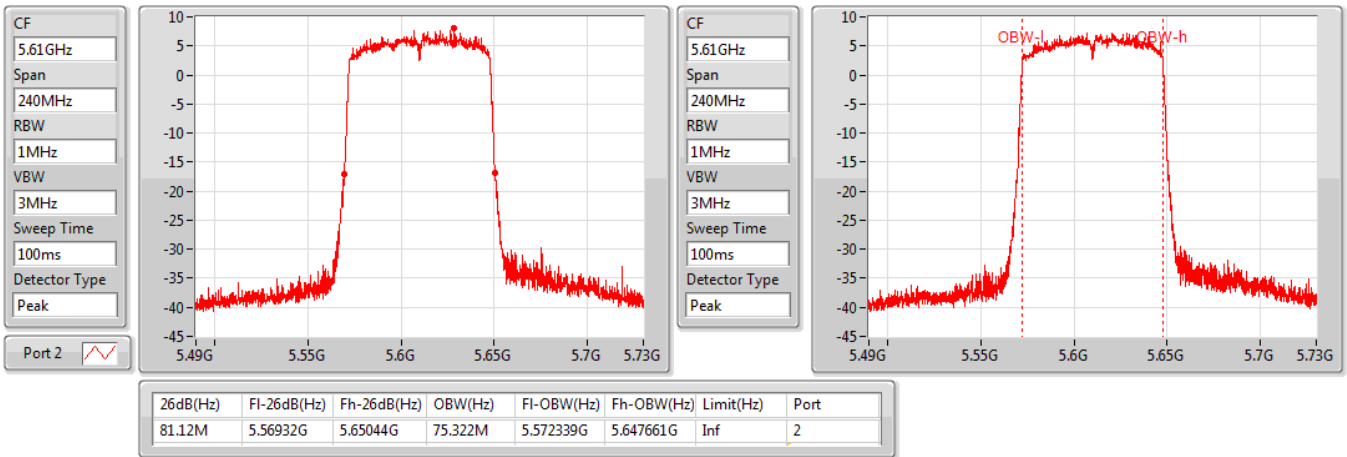 CF
5.61GHz
Span
240MHz
RBW
1MHz
VBW
3MHz
Sweep Time
100ms
Detector Type
Peak
Port 2
10
5
0
-5
-10
-15
-20
-25
-30
-35
-40
-45
5.49G 5.55G 5.6G 5.65G 5.7G 5.73G
CF
5.61GHz
Span
240MHz
RBW
1MHz
VBW
3MHz
Sweep Time
100ms
Detector Type
Peak
10
5
0
-5
-10
-15
-20
-25
-30
-35
-40
-45
OBW-l OBW-h
5.49G 5.55G 5.6G 5.65G 5.7G 5.73G
26dB(Hz) Fl-26dB(Hz) Fh-26dB(Hz) OBW(Hz) Fl-OBW(Hz) Fh-OBW(Hz) Limit(Hz) Port
81.12M 5.56932G 5.65044G 75.322M 5.572339G 5.647661G Inf 2